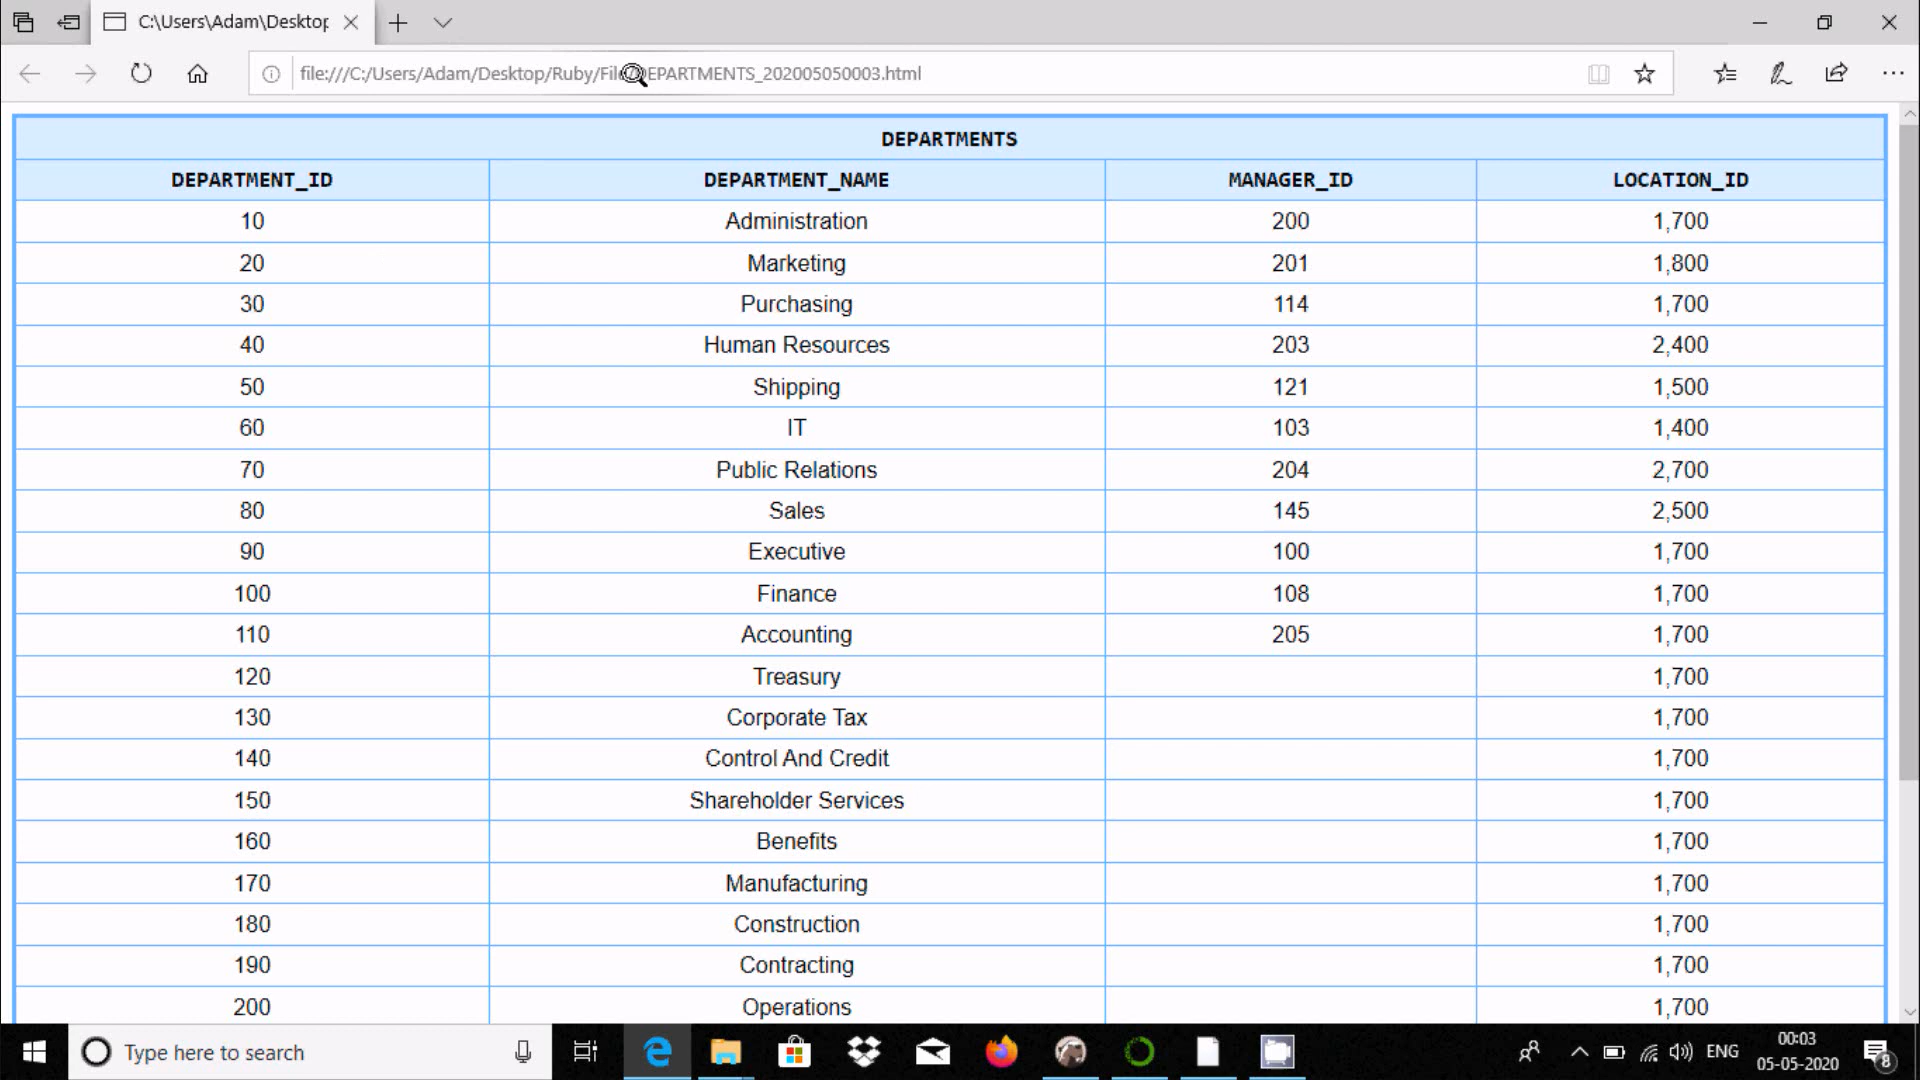 C:\Users\Adam\Desktop
file:///C:/Users/Adam/Desktop/Ruby/File EPARTMENTS_202005050003.html
DEPARTMENTS
DEPARTMENT_ID DEPARTMENT_NAME MANAGER_ID LOCATION_ID
10 Administration 200 1,700
20 Marketing 201 1,800
30 Purchasing 114 1,700
40 Human Resources 203 2,400
50 Shipping 121 1,500
60 IT 103 1,400
70 Public Relations 204 2,700
80 Sales 145 2,500
90 Executive 100 1,700
100 Finance 108 1,700
110 Accounting 205 1,700
120 Treasury 1,700
130 Corporate Tax 1,700
140 Control And Credit 1,700
150 Shareholder Services 1,700
160 Benefits 1,700
170 Manufacturing 1,700
180 Construction 1,700
190 Contracting 1,700
200 Operations 1,700
Type here to search ENG 00:03
05-05-2020 8